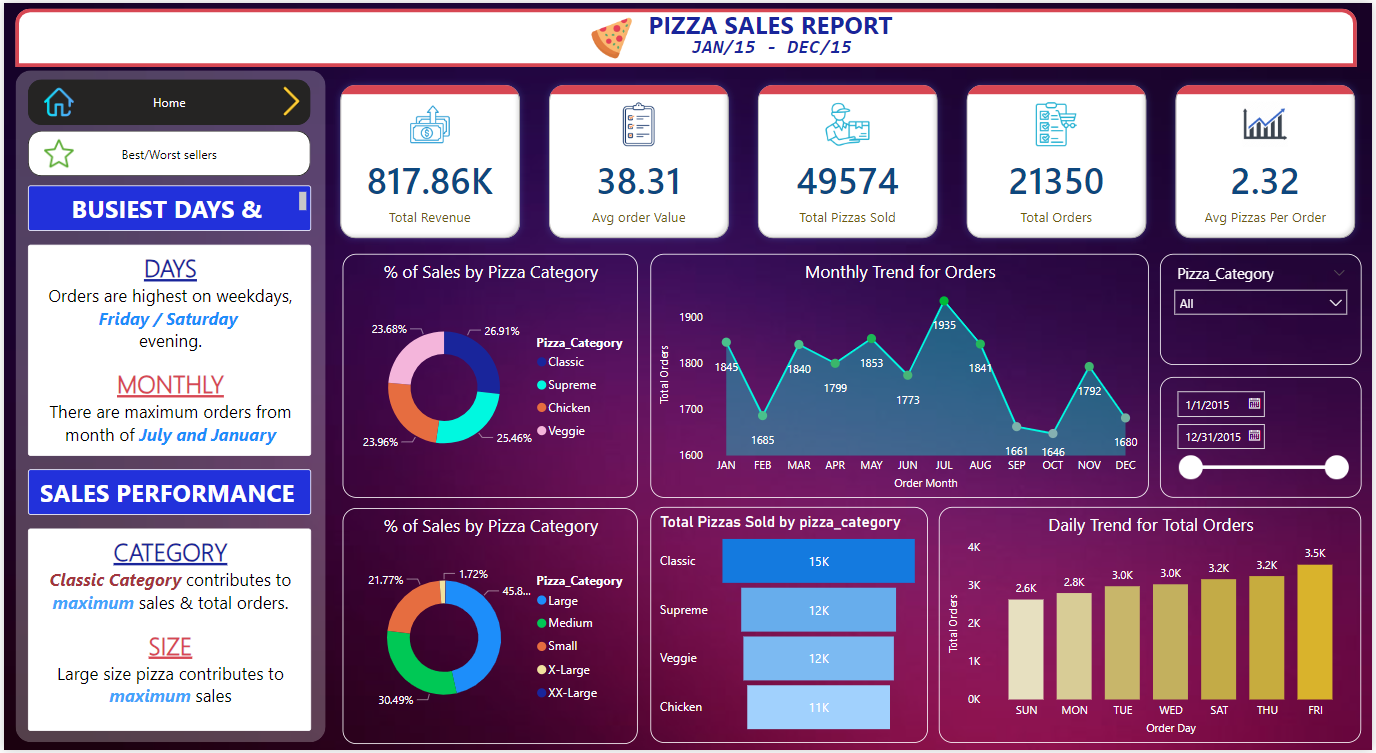 PIZZA SALES REPORT
JAN/15 - DEC/15
Home
Best/Worst sellers
BUSIEST DAYS &
DAYS
Orders are highest on weekdays,
Friday / Saturday
evening.
MONTHLY
There are maximum orders from
month of July and January
SALES PERFORMANCE
CATEGORY
Classic Category contributes to
maximum sales & total orders.
SIZE
Large size pizza contributes to
maximum sales
817.86K
Total Revenue
38.31
Avg order Value
49574
Total Pizzas Sold
21350
Total Orders
2.32
Avg Pizzas Per Order
% of Sales by Pizza Category
23.68%
26.91%
23.96%
25.46%
Pizza_Category
Classic
Supreme
Chicken
Veggie
Monthly Trend for Orders
Total Orders
1900
1800
1700
1600
1845
1685
1840
1799
1853
1773
1935
1841
1661
1646
1792
1680
JAN FEB MAR APR MAY JUN JUL AUG SEP OCT NOV DEC
Order Month
Pizza_Category
All
1/1/2015
12/31/2015
% of Sales by Pizza Category
21.77%
1.72%
45.8...
30.49%
Pizza_Category
Large
Medium
Small
X-Large
XX-Large
Total Pizzas Sold by pizza_category
Classic 15K
Supreme 12K
Veggie 12K
Chicken 11K
Daily Trend for Total Orders
Total Orders
4K
3K
2K
1K
0K
2.6K 2.8K 3.0K 3.0K 3.2K 3.2K 3.5K
SUN MON TUE WED SAT THU FRI
Order Day